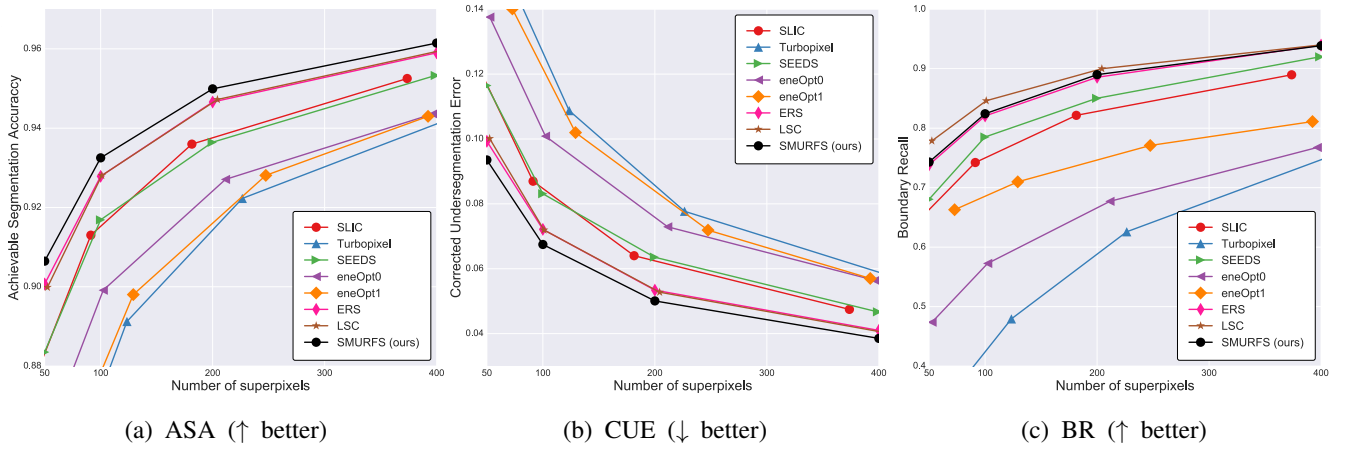 Achievable Segmentation Accuraccy
0.96
0.94
0.92
0.90
0.88
50
100
200
300
400
Number of superpixels
SLIC
Turbopixel
SEEDS
eneOpt0
eneOpt1
ERS
LSC
SMURFS (ours)
(a) ASA (↑ better)
Corrected Undersegmentation Error
0.14
0.12
0.10
0.08
0.06
0.04
50
100
200
300
400
Number of superpixels
SLIC
Turbopixel
SEEDS
eneOpt0
eneOpt1
ERS
LSC
SMURFS (ours)
(b) CUE (↓ better)
Boundary Recall
1.0
0.9
0.8
0.7
0.6
0.5
0.4
50
100
200
300
400
Number of superpixels
SLIC
Turbopixel
SEEDS
eneOpt0
eneOpt1
ERS
LSC
SMURFS (ours)
(c) BR (↑ better)